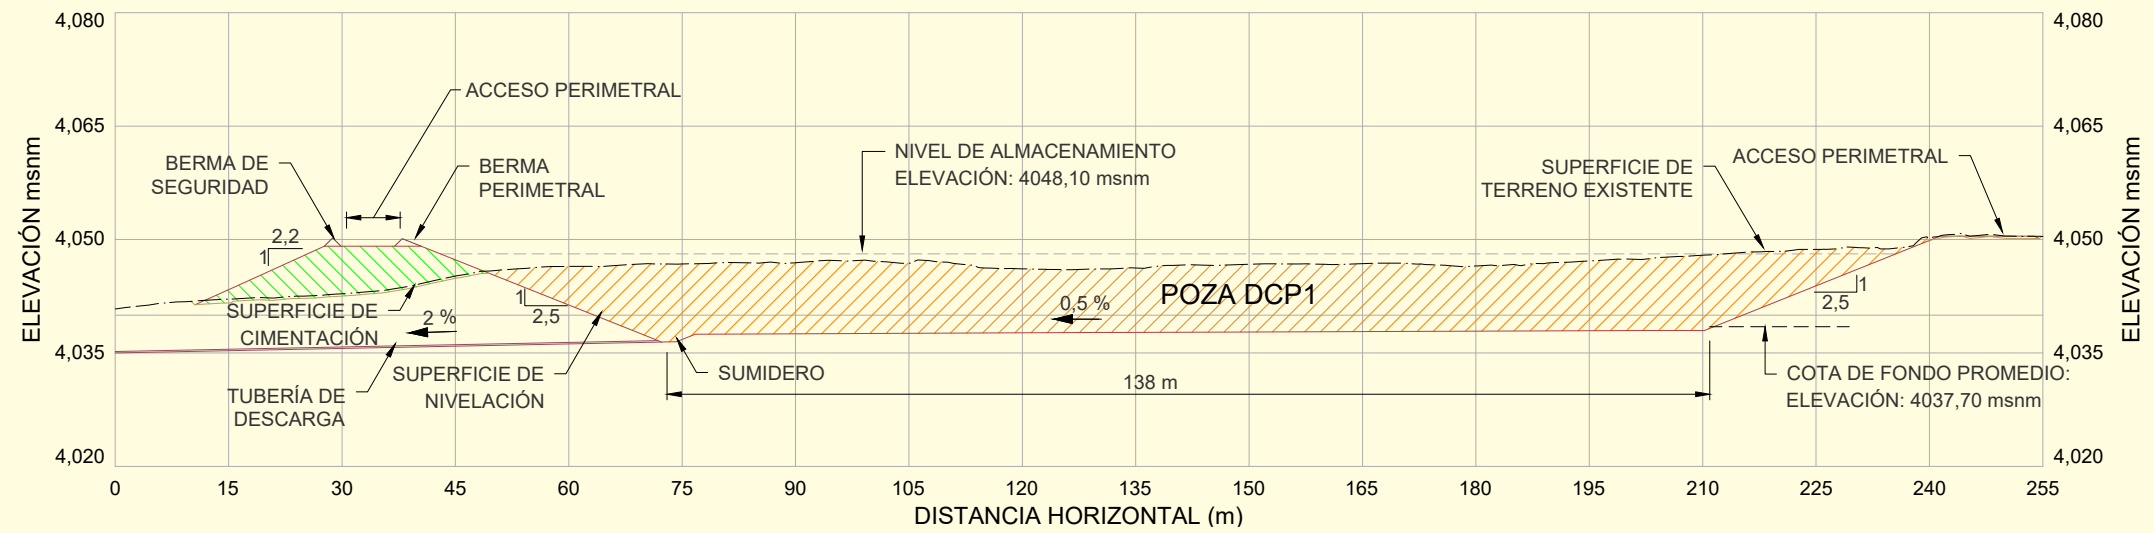 4,080
4,080
ACCESO PERIMETRAL
4,065
4,065
BERMA DE
SEGURIDAD
BERMA
PERIMETRAL
NIVEL DE ALMACENAMIENTO
ELEVACIÓN: 4048,10 msnm
SUPERFICIE DE
TERRENO EXISTENTE
ACCESO PERIMETRAL
ELEVACIÓN msnm
ELEVACIÓN msnm
4,050
4,050
2,2
1
1
2,5
POZA DCP1
0,5 %
1
2,5
SUPERFICIE DE
CIMENTACIÓN
2 %
4,035
4,035
SUPERFICIE DE
NIVELACIÓN
SUMIDERO
138 m
COTA DE FONDO PROMEDIO:
ELEVACIÓN: 4037,70 msnm
TUBERÍA DE
DESCARGA
4,020
4,020
0 15 30 45 60 75 90 105 120 135 150 165 180 195 210 225 240 255
DISTANCIA HORIZONTAL (m)